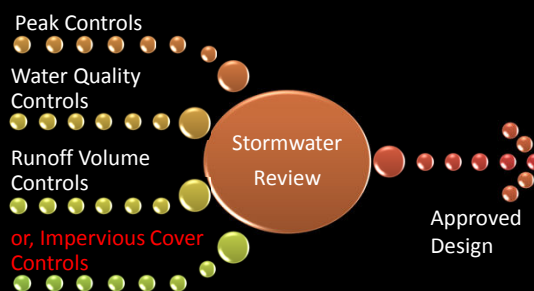 Peak Controls
Water Quality
Controls
Runoff Volume
Controls
or, Impervious Cover
Controls
Stormwater
Review
Approved
Design